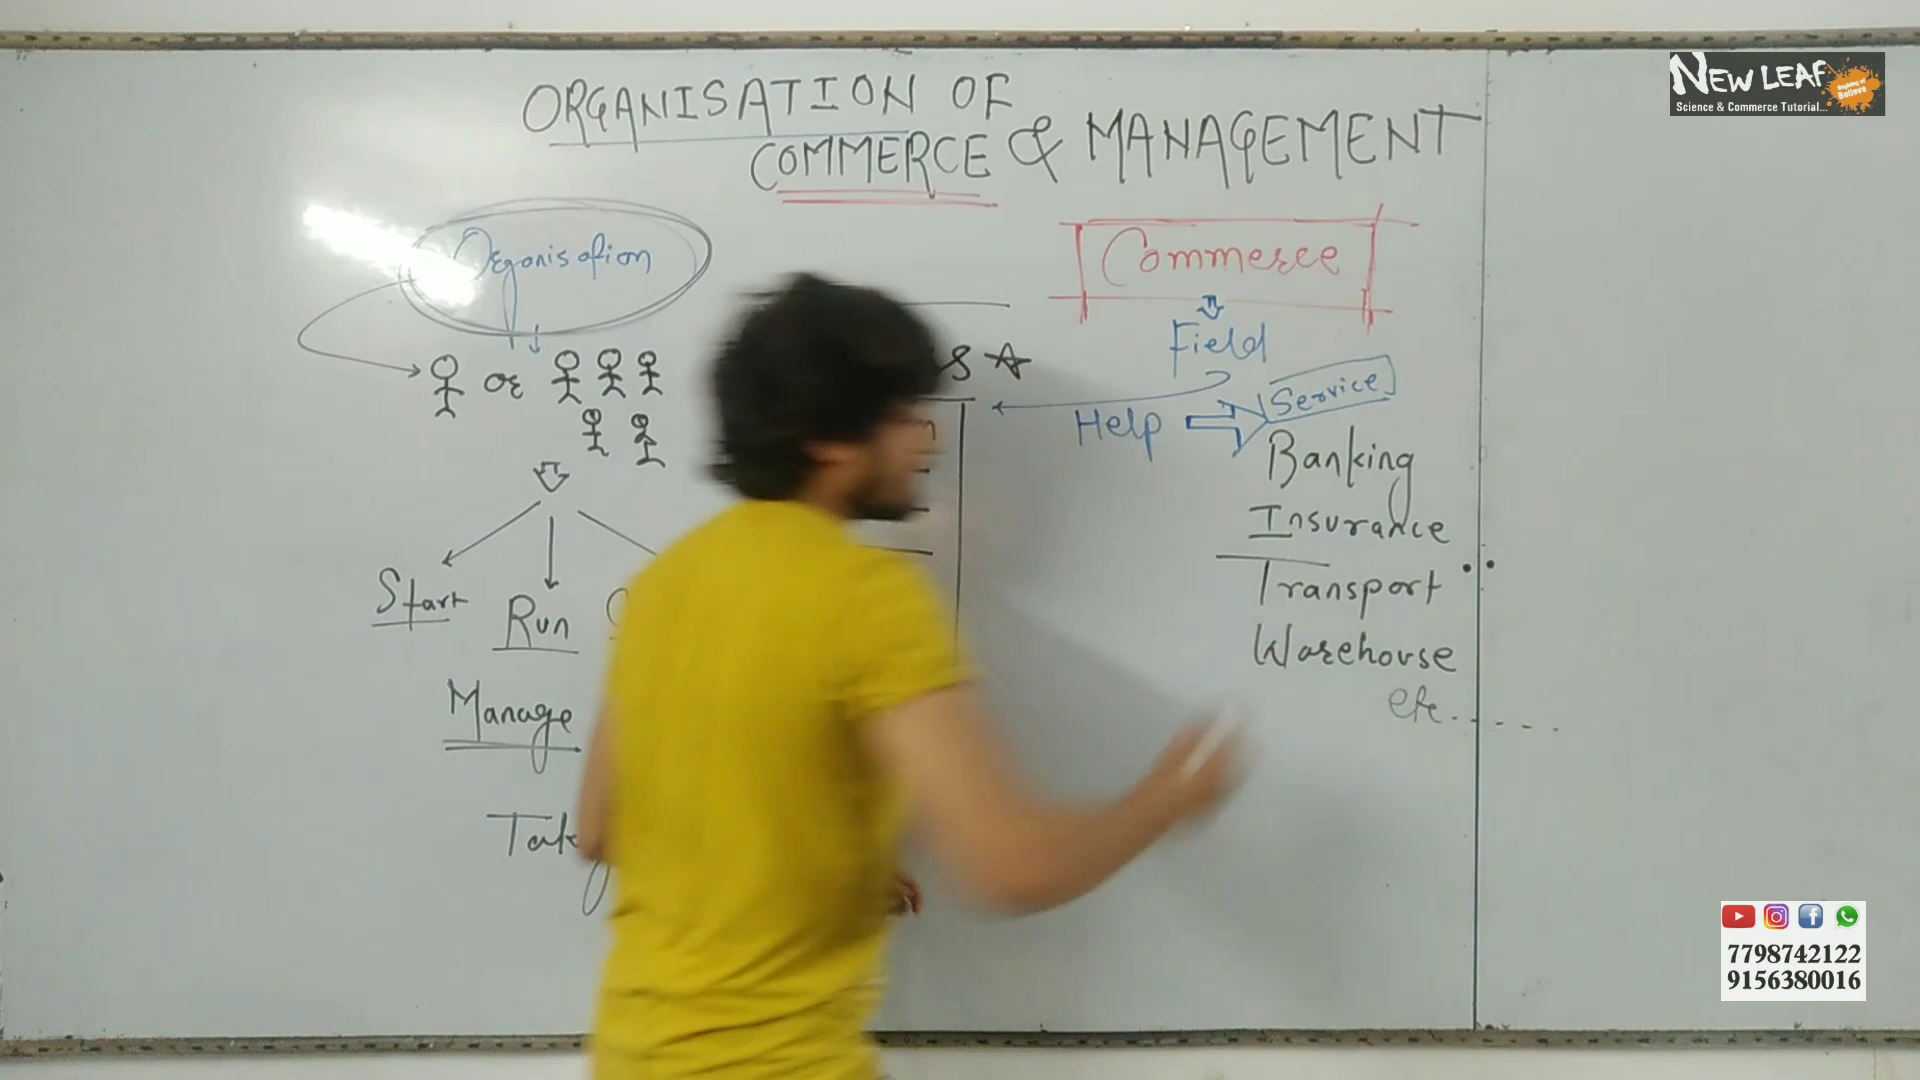 ORGANISATION OF
COMMERCE & MANAGEMENT
NEW LEAF
Science & Commerce Tutorial...
Organisation
or
Start
Run
Manage
Commerce
Field
Help
Service
Banking
Insurance
Transport
Warehouse
etc.....
7798742122
9156380016